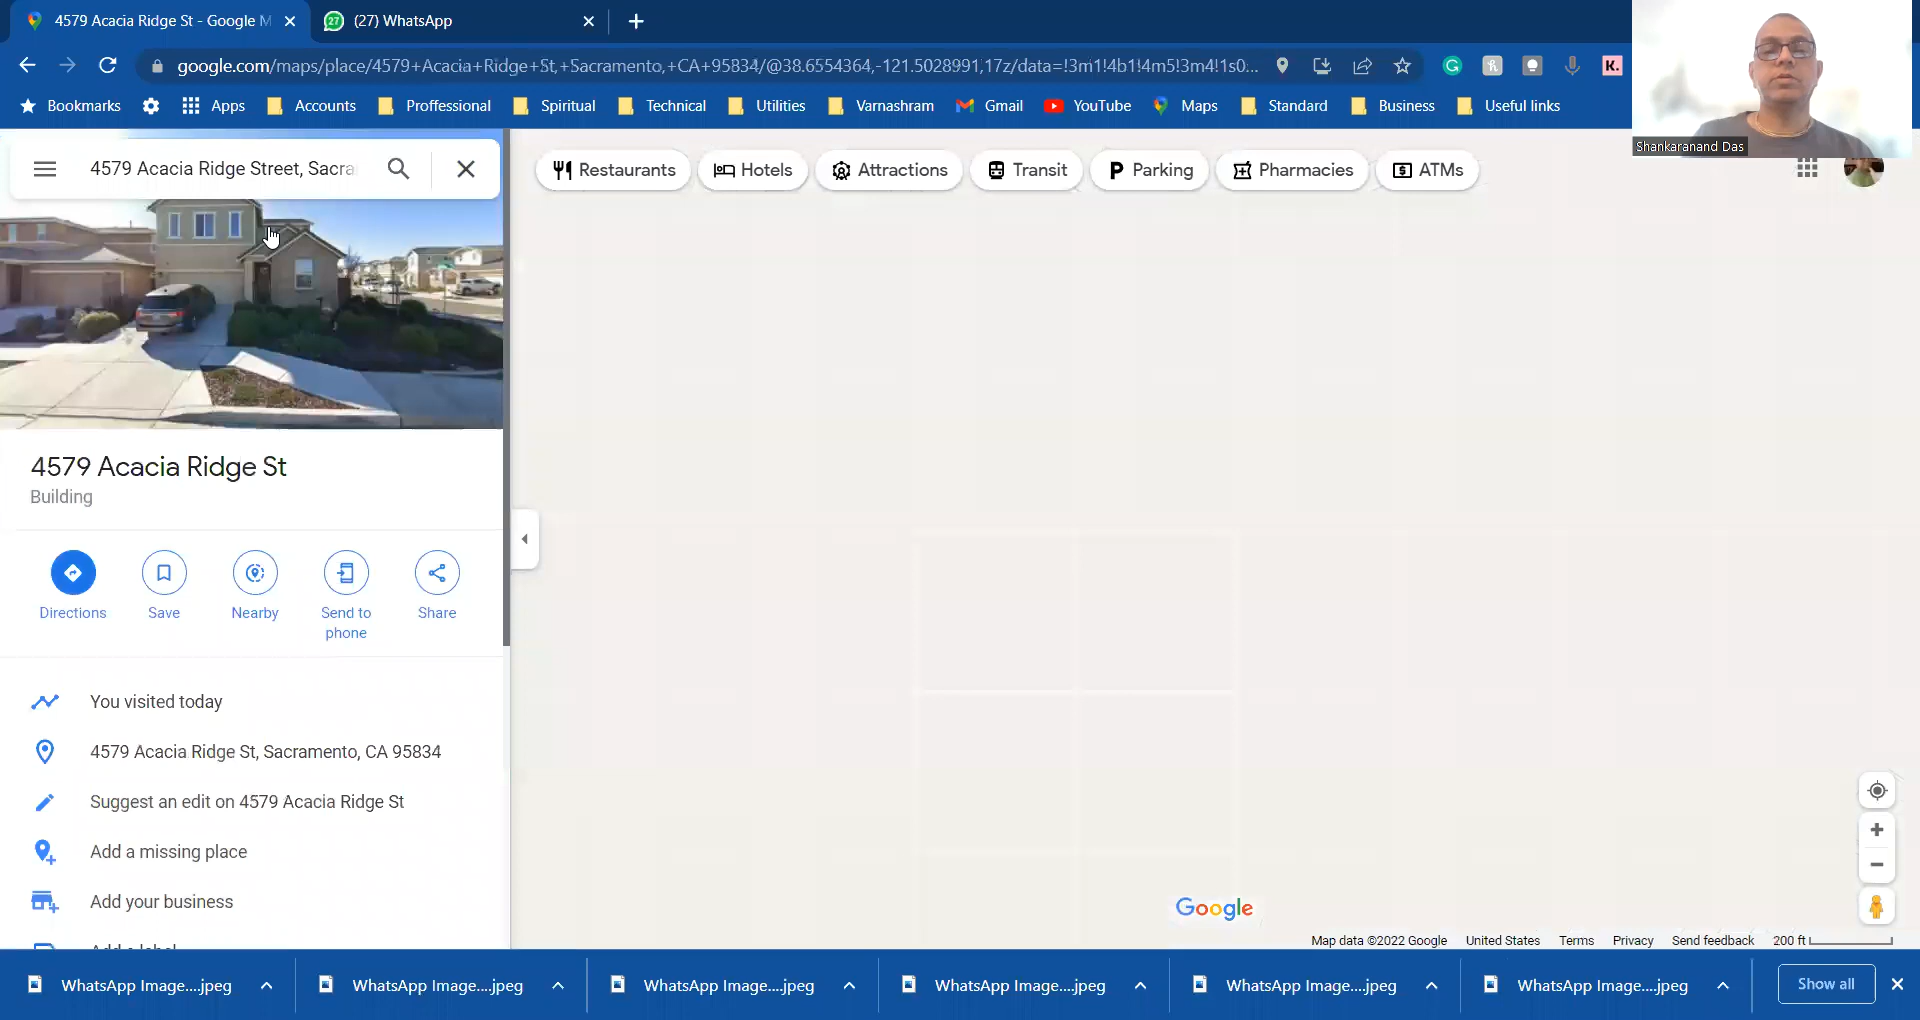 4579 Acacia Ridge St - Google M
(27) WhatsApp
27
google.com/maps/place/4579+Acacia+Ridge+St,+Sacramento,+CA+95834/@38.6554364,-121.5028991,17z/data=!3m1!4b1!4m5!3m4!1s0...
K.
Bookmarks
Apps
Accounts
Proffessional
Spiritual
Technical
Utilities
Varnashram
Gmail
YouTube
Maps
Standard
Business
Useful links
Shankaranand Das
4579 Acacia Ridge Street, Sacra
Restaurants
Hotels
Attractions
Transit
Parking
Pharmacies
ATMs
4579 Acacia Ridge St
Building
Directions
Save
Nearby
Send to
phone
Share
You visited today
4579 Acacia Ridge St, Sacramento, CA 95834
Suggest an edit on 4579 Acacia Ridge St
Add a missing place
Add your business
Add a label
Google
Map data ©2022 Google
United States
Terms
Privacy
Send feedback
200 ft
WhatsApp Image....jpeg
WhatsApp Image....jpeg
WhatsApp Image....jpeg
WhatsApp Image....jpeg
WhatsApp Image....jpeg
WhatsApp Image....jpeg
Show all